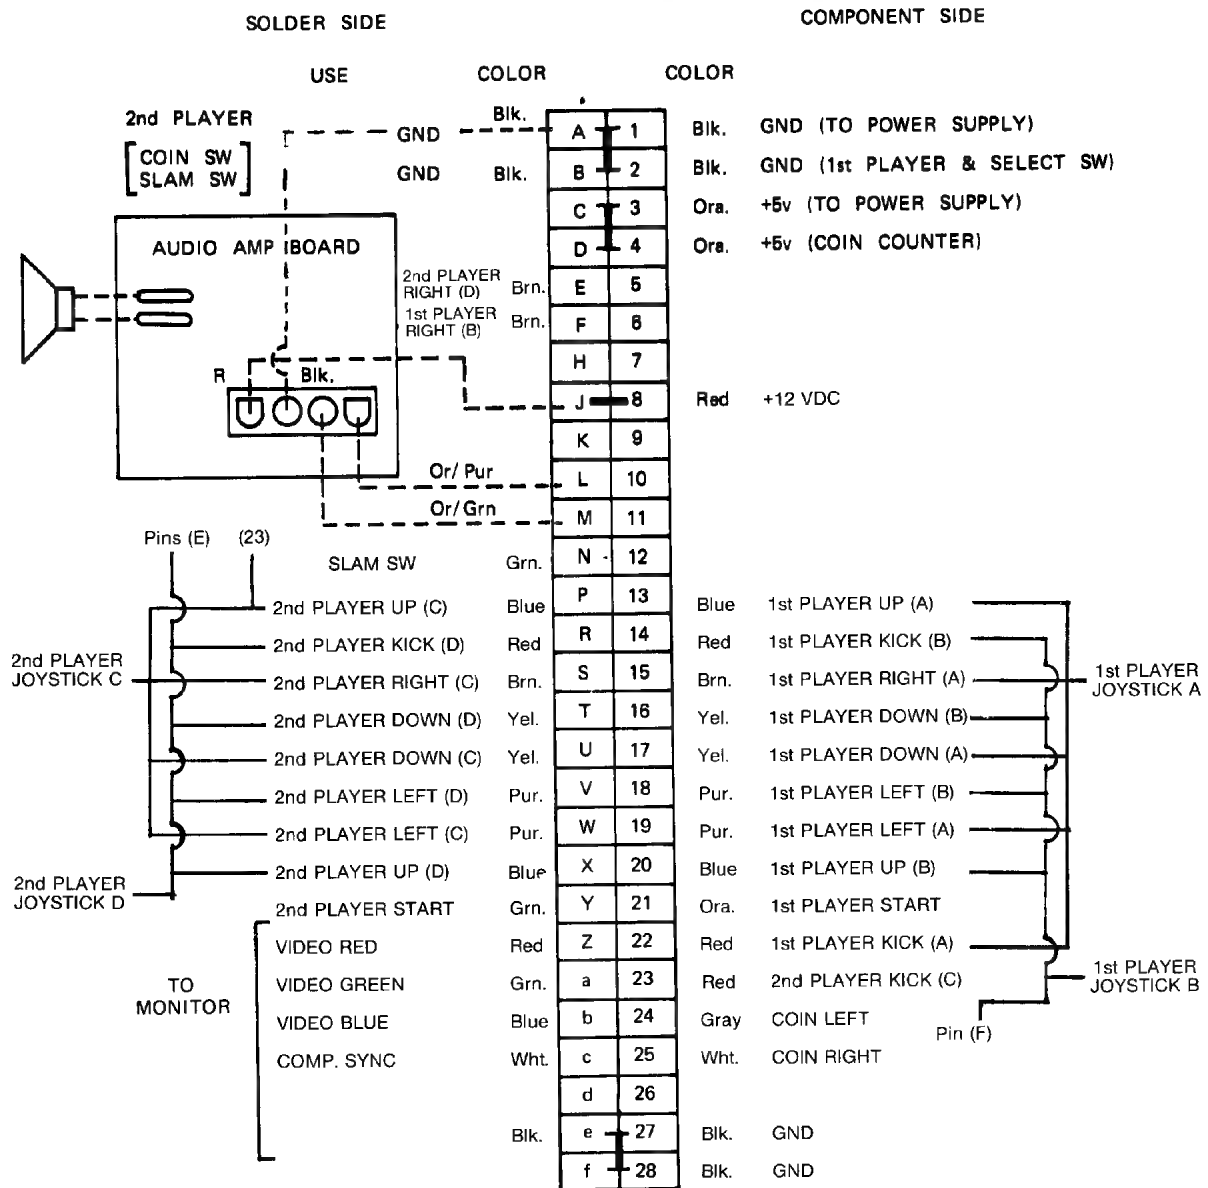 SOLDER SIDE
COMPONENT SIDE
USE COLOR COLOR
2nd PLAYER
[COIN SW
SLAM SW]
GND Blk. A 1 Blk. GND (TO POWER SUPPLY)
GND Blk. B 2 Blk. GND (1st PLAYER & SELECT SW)
C 3 Ora. +5v (TO POWER SUPPLY)
D 4 Ora. +5v (COIN COUNTER)
AUDIO AMP BOARD
2nd PLAYER
RIGHT (D) Brn. E 5
1st PLAYER
RIGHT (B) Brn. F 6
H 7
R Blk.
J 8 Red +12 VDC
K 9
Or/Pur L 10
Or/Grn M 11
Pins (E) (23)
SLAM SW Grn. N 12
2nd PLAYER UP (C) Blue P 13 Blue 1st PLAYER UP (A)
2nd PLAYER KICK (D) Red R 14 Red 1st PLAYER KICK (B)
2nd PLAYER
JOYSTICK C
2nd PLAYER RIGHT (C) Brn. S 15 Brn. 1st PLAYER RIGHT (A)
1st PLAYER
JOYSTICK A
2nd PLAYER DOWN (D) Yel. T 16 Yel. 1st PLAYER DOWN (B)
2nd PLAYER DOWN (C) Yel. U 17 Yel. 1st PLAYER DOWN (A)
2nd PLAYER LEFT (D) Pur. V 18 Pur. 1st PLAYER LEFT (B)
2nd PLAYER LEFT (C) Pur. W 19 Pur. 1st PLAYER LEFT (A)
2nd PLAYER UP (D) Blue X 20 Blue 1st PLAYER UP (B)
2nd PLAYER
JOYSTICK D
2nd PLAYER START Grn. Y 21 Ora. 1st PLAYER START
VIDEO RED Red Z 22 Red 1st PLAYER KICK (A)
TO
MONITOR
VIDEO GREEN Grn. a 23 Red 2nd PLAYER KICK (C)
1st PLAYER
JOYSTICK B
VIDEO BLUE Blue b 24 Gray COIN LEFT
Pin (F)
COMP. SYNC Wht. c 25 Wht. COIN RIGHT
d 26
Blk. e 27 Blk. GND
f 28 Blk. GND